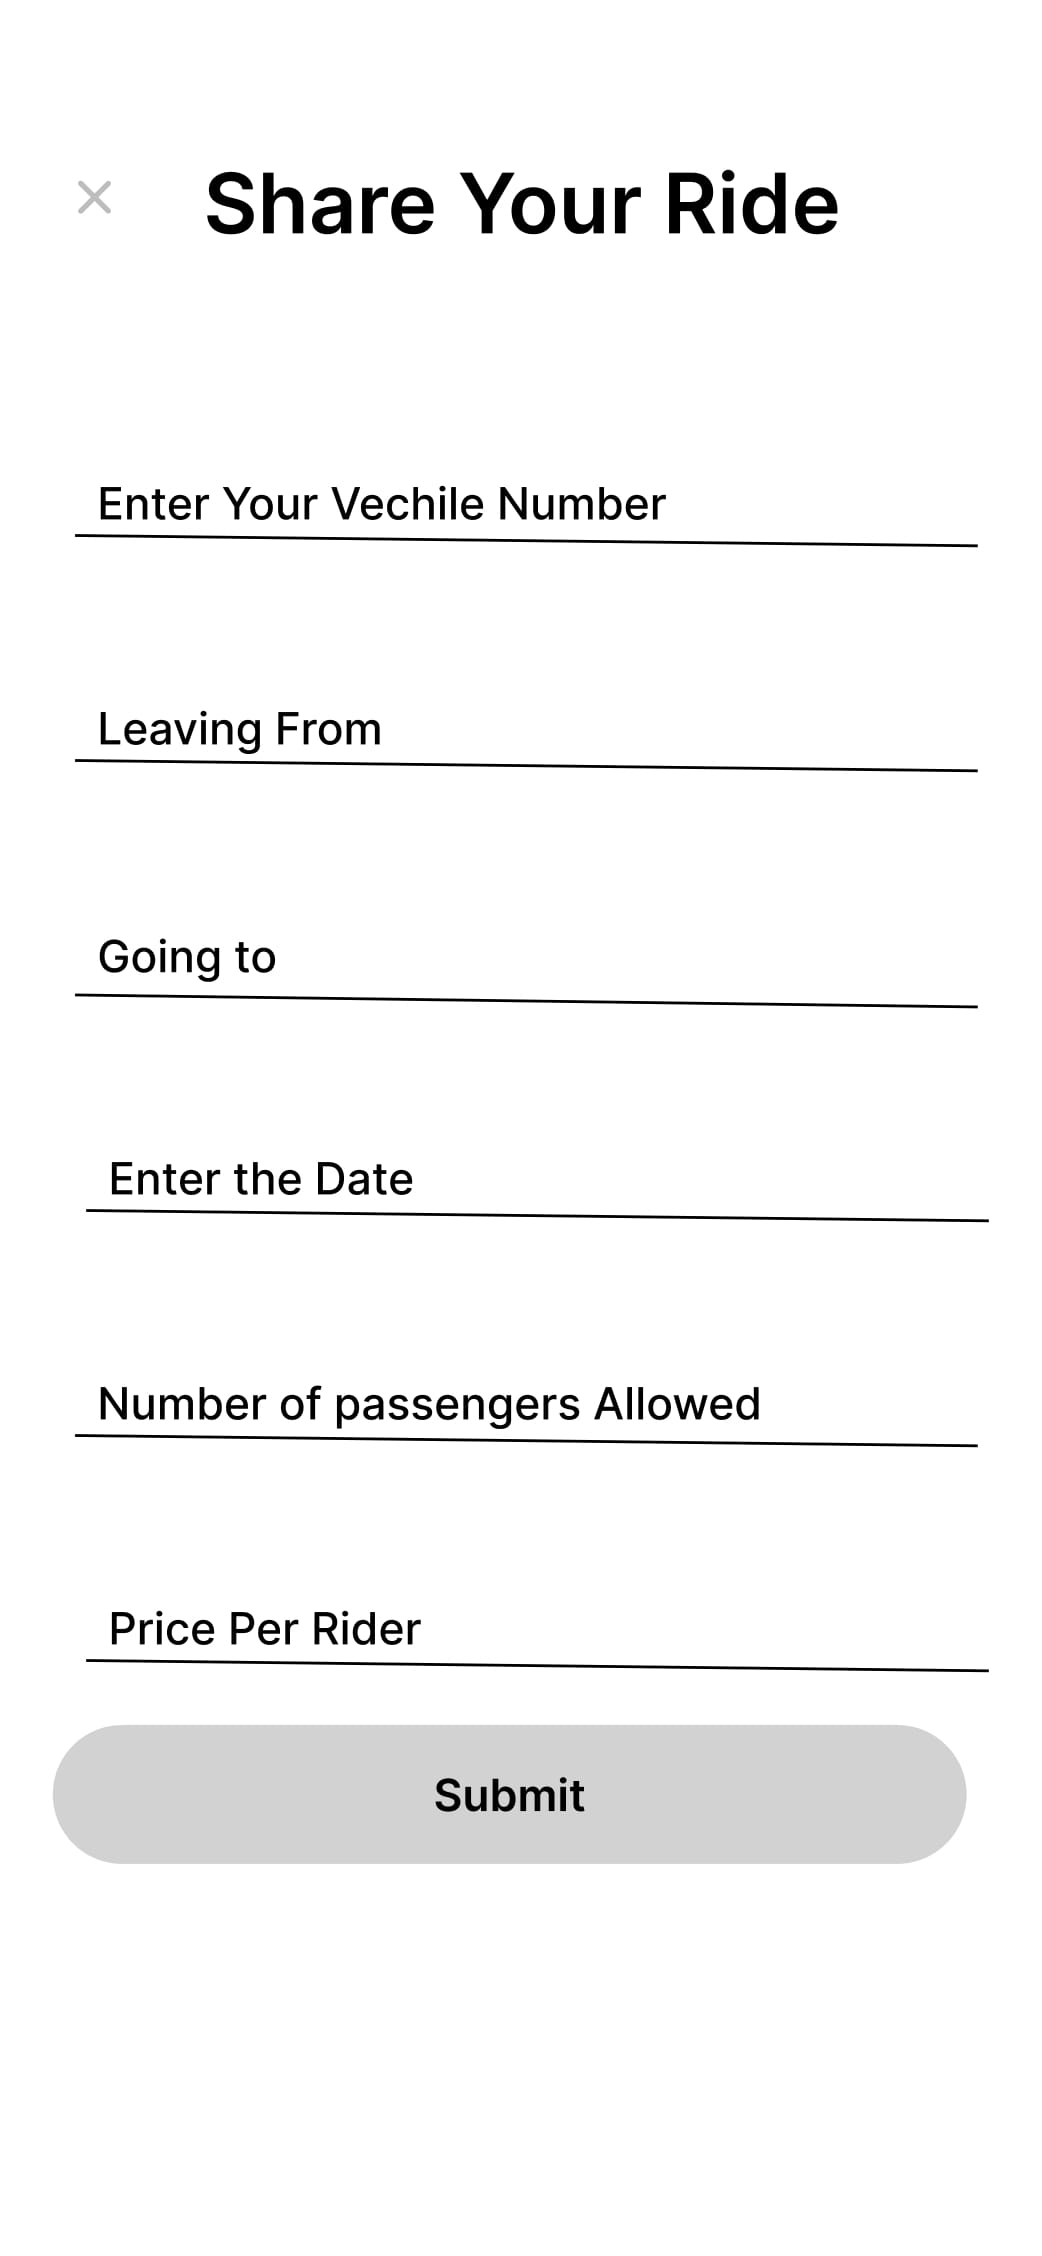 Share Your Ride
Enter Your Vechile Number
Leaving From
Going to
Enter the Date
Number of passengers Allowed
Price Per Rider
Submit